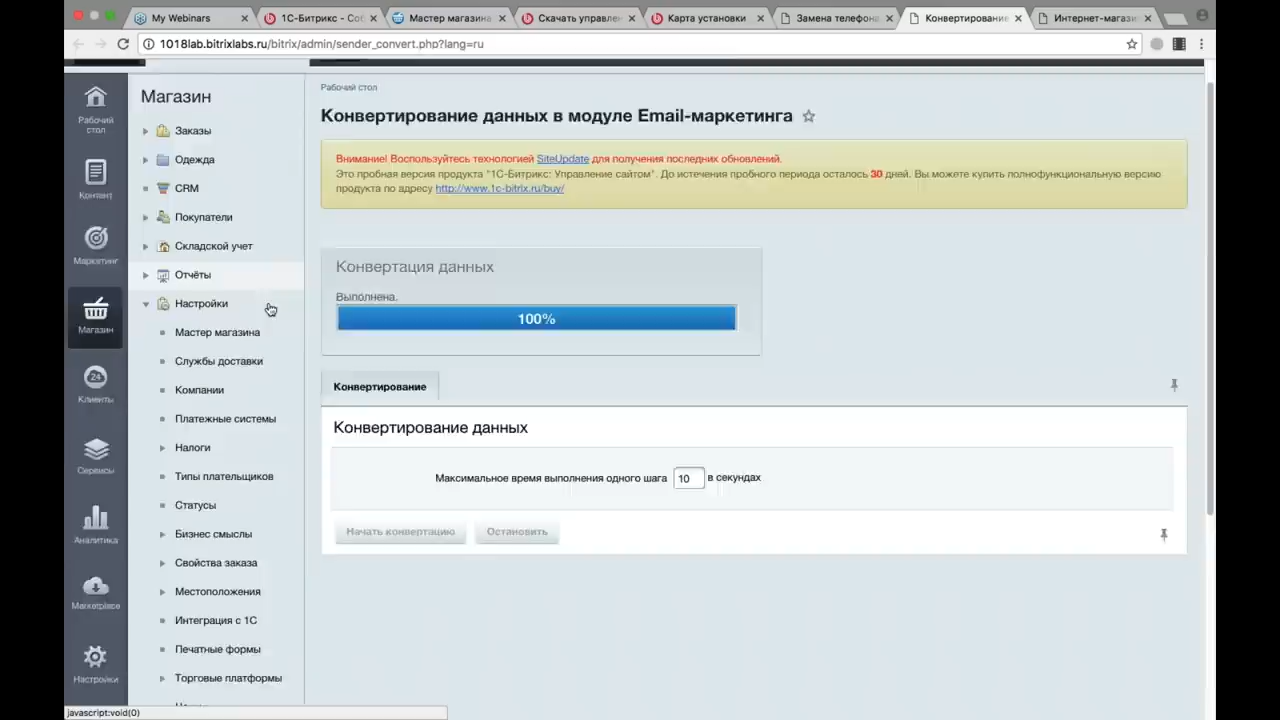 My Webinars
1С-Битрикс - Соб
Мастер магазина
Скачать управлен
Карта установки
Замена телефона
Конвертирование
Интернет-магази
1018lab.bitrixlabs.ru/bitrix/admin/sender_convert.php?lang=ru
Рабочий стол
Контент
Маркетинг
Магазин
24
Клиенты
Сервисы
Аналитика
Marketplace
Настройки
Магазин
Заказы
Одежда
CRM
Покупатели
Складской учет
Отчёты
Настройки
Мастер магазина
Службы доставки
Компании
Платежные системы
Налоги
Типы плательщиков
Статусы
Бизнес смыслы
Свойства заказа
Местоположения
Интеграция с 1С
Печатные формы
Торговые платформы
Рабочий стол
Конвертирование данных в модуле Email-маркетинга
Внимание! Воспользуйтесь технологией SiteUpdate для получения последних обновлений.
Это пробная версия продукта "1С-Битрикс: Управление сайтом". До истечения пробного периода осталось 30 дней. Вы можете купить полнофункциональную версию
продукта по адресу http://www.1c-bitrix.ru/buy/
Конвертация данных
Выполнена.
100%
Конвертирование
Конвертирование данных
Максимальное время выполнения одного шага 10 в секундах
Начать конвертацию Остановить
javascript:void(0)